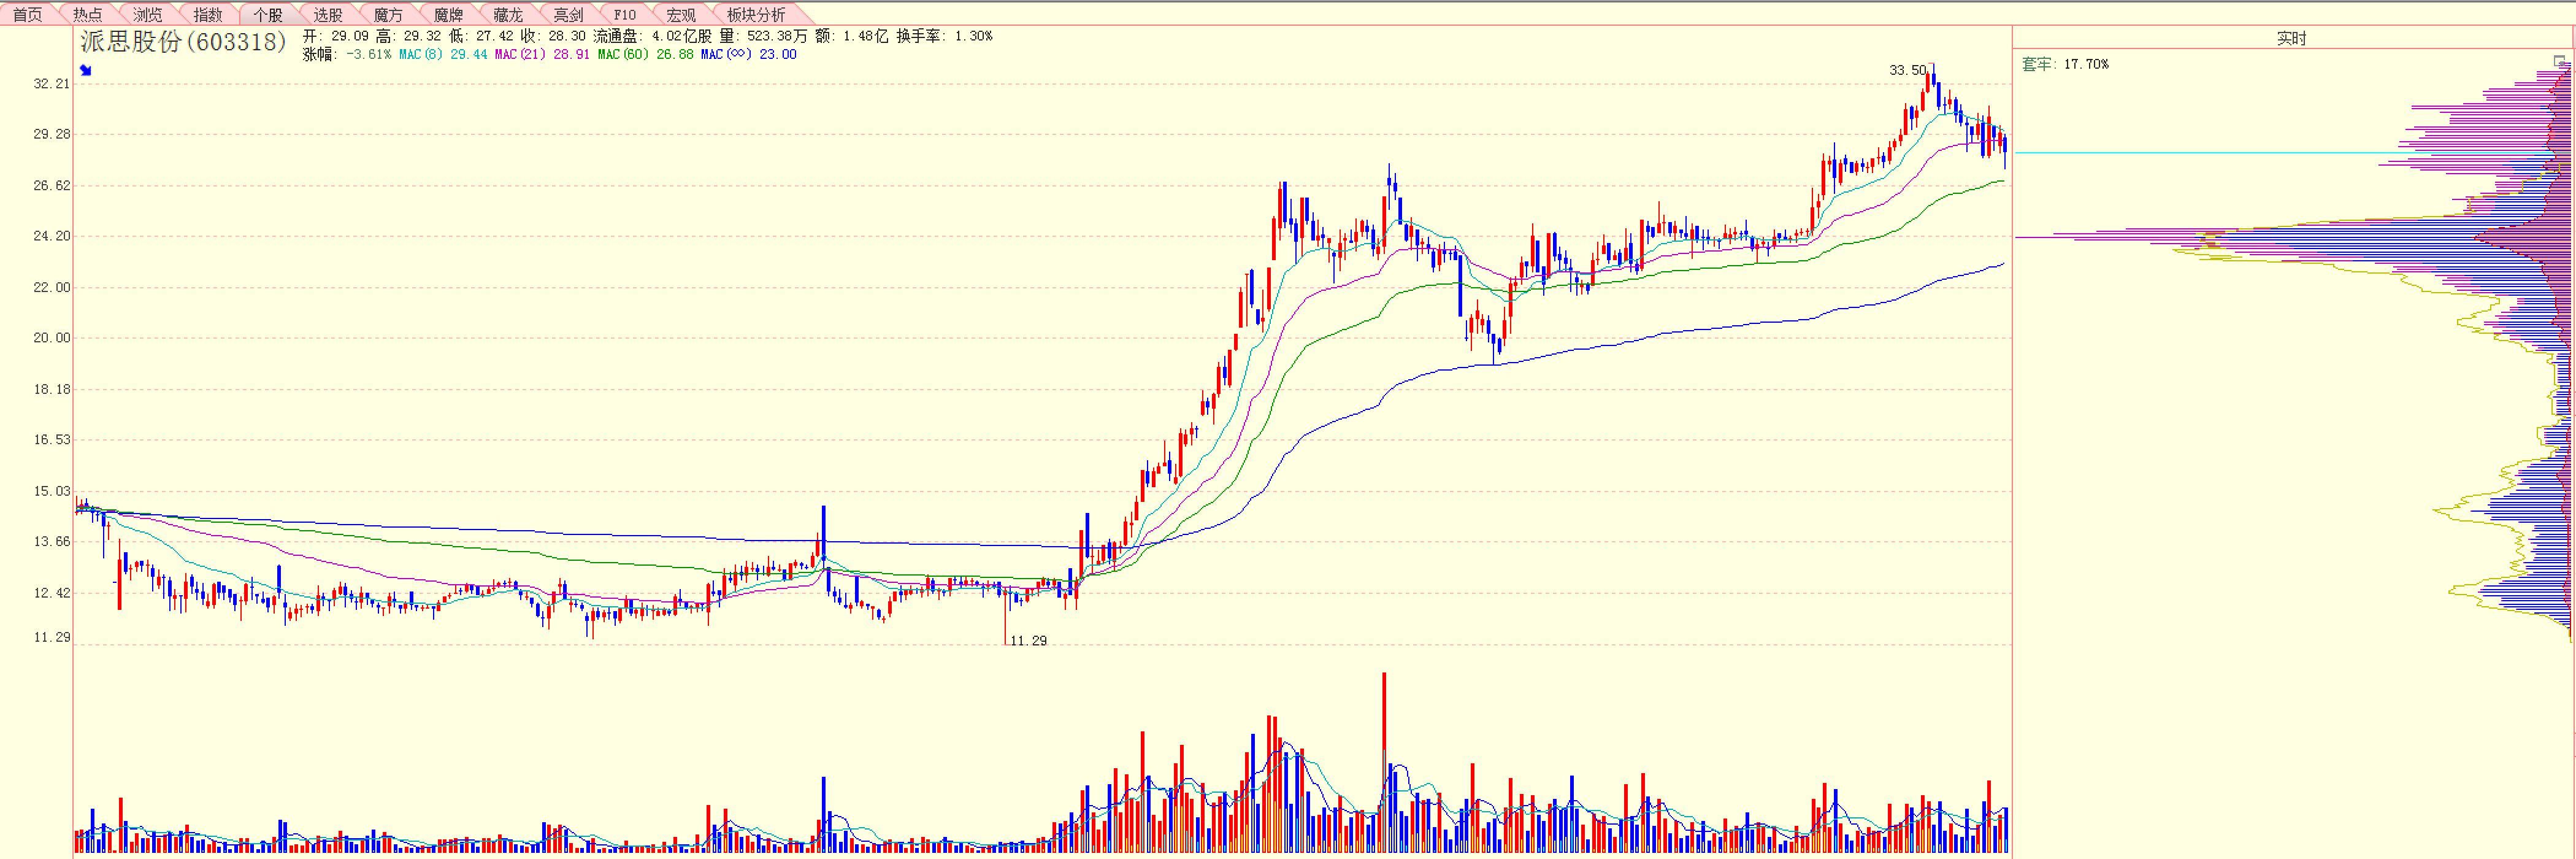 首页 热点 浏览 指数 个股 选股 魔方 魔牌 藏龙 亮剑 F10 宏观 板块分析
派思股份(603318) 开: 29.09 高: 29.32 低: 27.42 收: 28.30 流通盘: 4.02亿股 量: 523.38万 额: 1.48亿 换手率: 1.30%
涨幅: -3.61% MAC(8) 29.44 MAC(21) 28.91 MAC(60) 26.88 MAC(∞) 23.00
实时
套牢: 17.70%
33.50
32.21
29.28
26.62
24.20
22.00
20.00
18.18
16.53
15.03
13.66
12.42
11.29
11.29